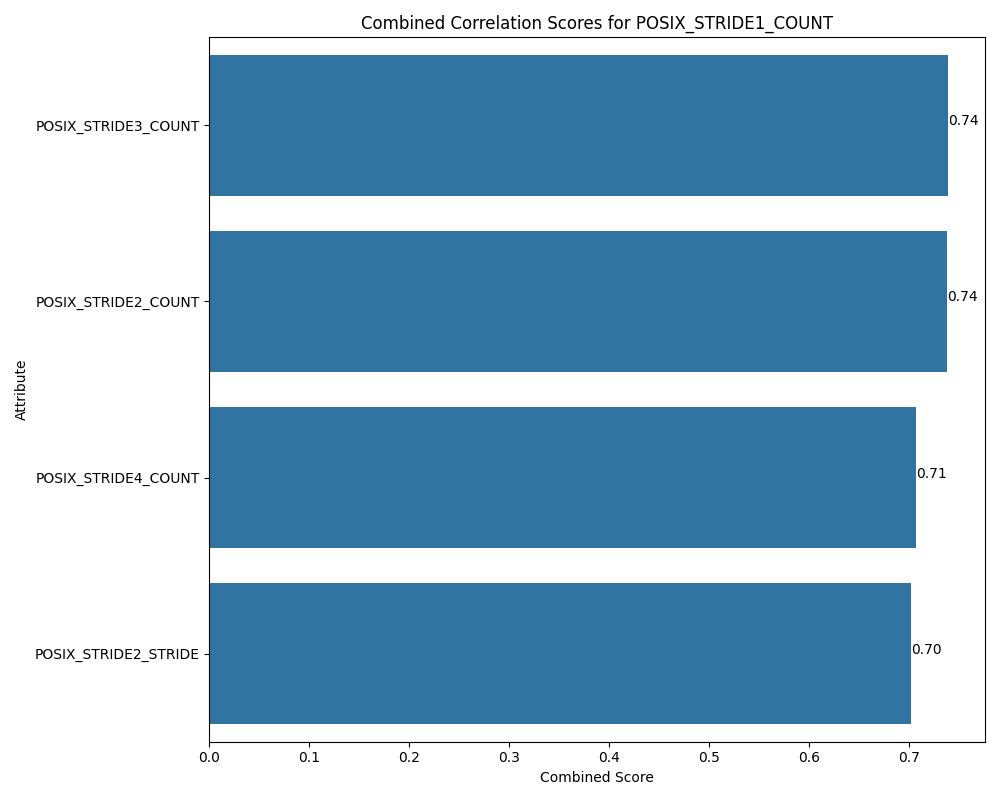 Combined Correlation Scores for POSIX_STRIDE1_COUNT
POSIX_STRIDE3_COUNT
0.74
POSIX_STRIDE2_COUNT
0.74
Attribute
POSIX_STRIDE4_COUNT
0.71
POSIX_STRIDE2_STRIDE
0.70
0.0 0.1 0.2 0.3 0.4 0.5 0.6 0.7
Combined Score